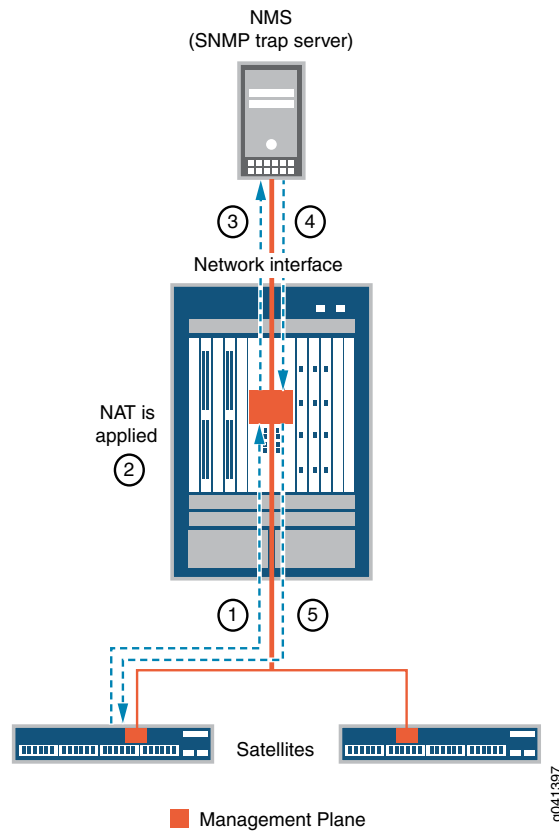 NMS
(SNMP trap server)
3
4
Network interface
NAT is
applied
2
1
5
Satellites
g041397
Management Plane